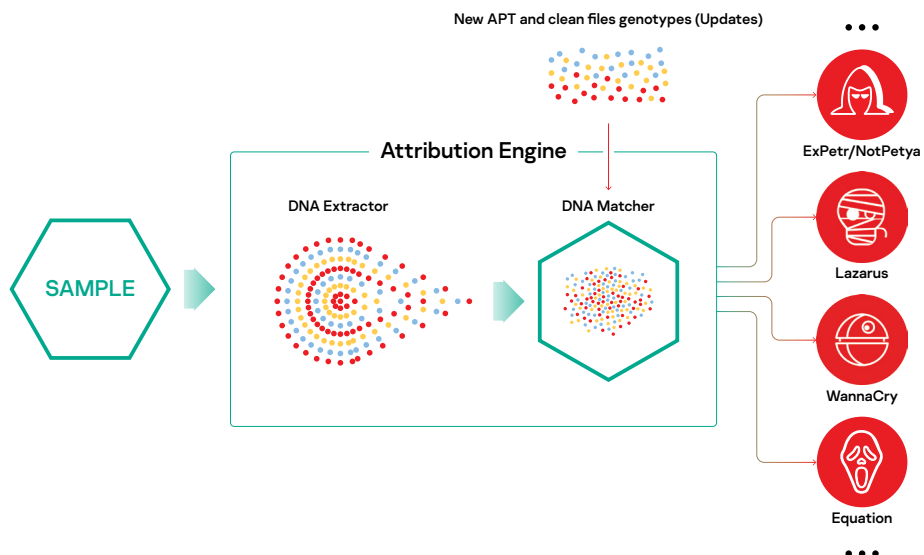 New APT and clean files genotypes (Updates)
Attribution Engine
DNA Extractor
DNA Matcher
SAMPLE
ExPetr/NotPetya
Lazarus
WannaCry
Equation